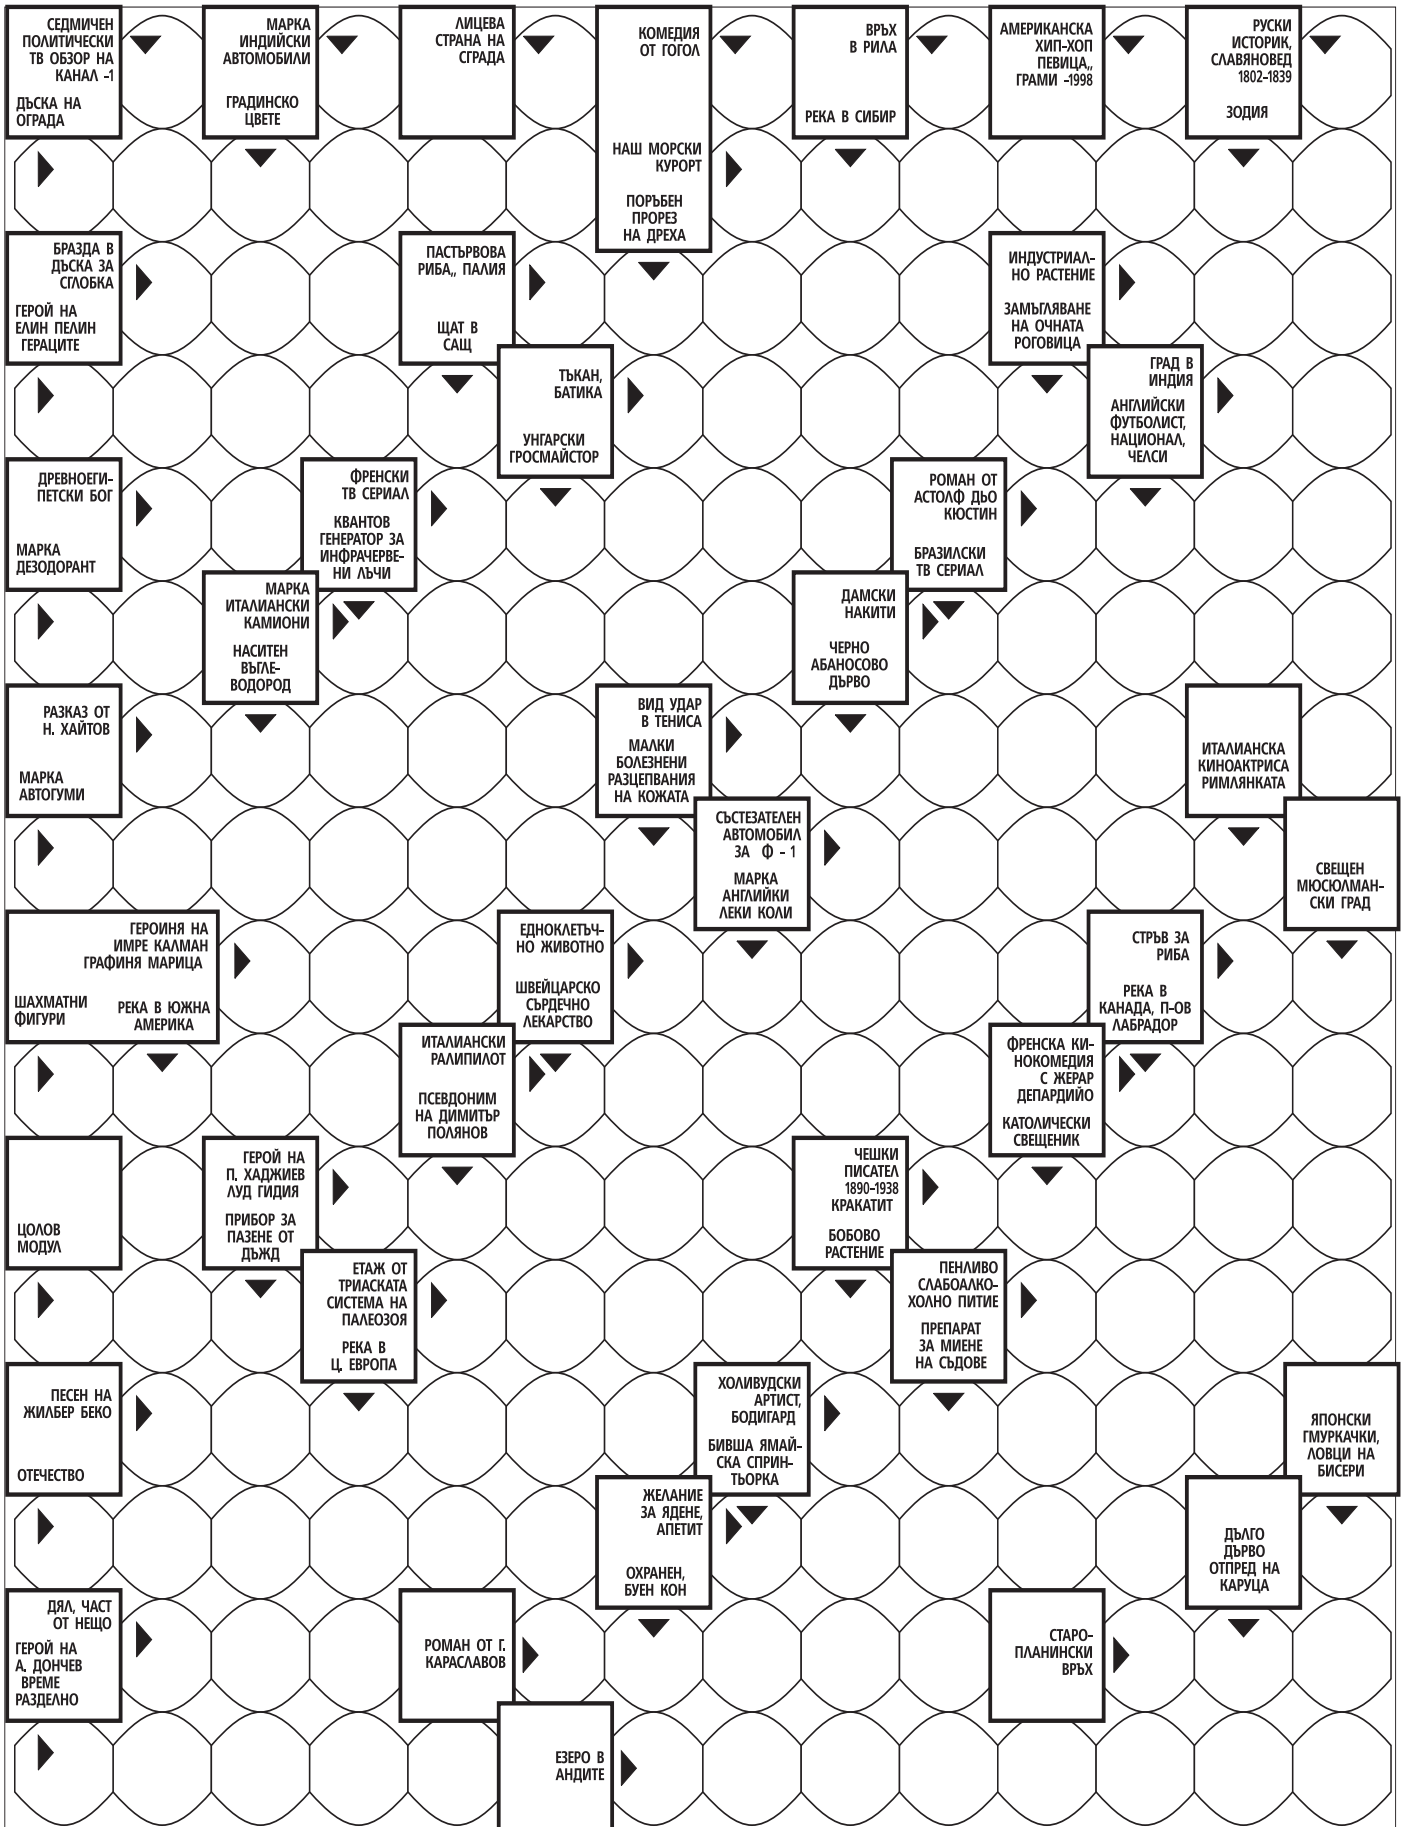 СЕДМИЧЕН
ПОЛИТИЧЕСКИ
ТВ ОБЗОР НА
КАНАЛ -1
ДЪСКА НА
ОГРАДА
МАРКА
ИНДИЙСКИ
АВТОМОБИЛИ
ГРАДИНСКО
ЦВЕТЕ
ЛИЦЕВА
СТРАНА НА
СГРАДА
КОМЕДИЯ
ОТ ГОГОЛ
НАШ МОРСКИ
КУРОРТ
ПОРЪБЕН
ПРОРЕЗ
НА ДРЕХА
ВРЪХ
В РИЛА
РЕКА В СИБИР
АМЕРИКАНСКА
ХИП-ХОП
ПЕВИЦА,,
ГРАМИ -1998
РУСКИ
ИСТОРИК,
СЛАВЯНОВЕД
1802-1839
ЗОДИЯ
БРАЗДА В
ДЪСКА ЗА
СГЛОБКА
ГЕРОЙ НА
ЕЛИН ПЕЛИН
ГЕРАЦИТЕ
ПАСТЪРВОВА
РИБА,, ПАЛИЯ
ЩАТ В
САЩ
ИНДУСТРИАЛ-
НО РАСТЕНИЕ
ЗАМЪГЛЯВАНЕ
НА ОЧНАТА
РОГОВИЦА
ТЪКАН,
БАТИКА
УНГАРСКИ
ГРОСМАЙСТОР
ГРАД В
ИНДИЯ
АНГЛИЙСКИ
ФУТБОЛИСТ,
НАЦИОНАЛ,
ЧЕЛСИ
ДРЕВНОЕГИ-
ПЕТСКИ БОГ
МАРКА
ДЕЗОДОРАНТ
ФРЕНСКИ
ТВ СЕРИАЛ
КВАНТОВ
ГЕНЕРАТОР ЗА
ИНФРАЧЕРВЕ-
НИ ЛЪЧИ
РОМАН ОТ
АСТОЛФ ДЬО
КЮСТИН
БРАЗИЛСКИ
ТВ СЕРИАЛ
МАРКА
ИТАЛИАНСКИ
КАМИОНИ
НАСИТЕН
ВЪГЛЕ-
ВОДОРОД
ДАМСКИ
НАКИТИ
ЧЕРНО
АБАНОСОВО
ДЪРВО
РАЗКАЗ ОТ
Н. ХАЙТОВ
МАРКА
АВТОГУМИ
ВИД УДАР
В ТЕНИСА
МАЛКИ
БОЛЕЗНЕНИ
РАЗЦЕПВАНИЯ
НА КОЖАТА
ИТАЛИАНСКА
КИНОАКТРИСА
РИМЛЯНКАТА
СЪСТЕЗАТЕЛЕН
АВТОМОБИЛ
ЗА Ф - 1
МАРКА
АНГЛИЙКИ
ЛЕКИ КОЛИ
СВЕЩЕН
МЮСЮЛМАН-
СКИ ГРАД
ГЕРОИНЯ НА
ИМРЕ КАЛМАН
ГРАФИНЯ МАРИЦА
ШАХМАТНИ
ФИГУРИ
РЕКА В ЮЖНА
АМЕРИКА
ЕДНОКЛЕТЪЧ-
НО ЖИВОТНО
ШВЕЙЦАРСКО
СЪРДЕЧНО
ЛЕКАРСТВО
СТРЪВ ЗА
РИБА
РЕКА В
КАНАДА, П-ОВ
ЛАБРАДОР
ИТАЛИАНСКИ
РАЛИПИЛОТ
ПСЕВДОНИМ
НА ДИМИТЪР
ПОЛЯНОВ
ФРЕНСКА КИ-
НОКОМЕДИЯ
С ЖЕРАР
ДЕПАРДИЙО
КАТОЛИЧЕСКИ
СВЕЩЕНИК
ЦОЛОВ
МОДУЛ
ГЕРОЙ НА
П. ХАДЖИЕВ
ЛУД ГИДИЯ
ПРИБОР ЗА
ПАЗЕНЕ ОТ
ДЪЖД
ЧЕШКИ
ПИСАТЕЛ
1890-1938
КРАКАТИТ
БОБОВО
РАСТЕНИЕ
ЕТАЖ ОТ
ТРИАСКАТА
СИСТЕМА НА
ПАЛЕОЗОЯ
РЕКА В
Ц. ЕВРОПА
ПЕНЛИВО
СЛАБОАЛКО-
ХОЛНО ПИТИЕ
ПРЕПАРАТ
ЗА МИЕНЕ
НА СЪДОВЕ
ПЕСЕН НА
ЖИЛБЕР БЕКО
ОТЕЧЕСТВО
ХОЛИВУДСКИ
АРТИСТ,
БОДИГАРД
БИВША ЯМАЙ-
СКА СПРИН-
ТЬОРКА
ЯПОНСКИ
ГМУРКАЧКИ,
ЛОВЦИ НА
БИСЕРИ
ЖЕЛАНИЕ
ЗА ЯДЕНЕ,
АПЕТИТ
ОХРАНЕН,
БУЕН КОН
ДЪЛГО
ДЪРВО
ОТПРЕД НА
КАРУЦА
ДЯЛ, ЧАСТ
ОТ НЕЩО
ГЕРОЙ НА
А. ДОНЧЕВ
ВРЕМЕ
РАЗДЕЛНО
РОМАН ОТ Г.
КАРАСЛАВОВ
СТАРО-
ПЛАНИНСКИ
ВРЪХ
ЕЗЕРО В
АНДИТЕ